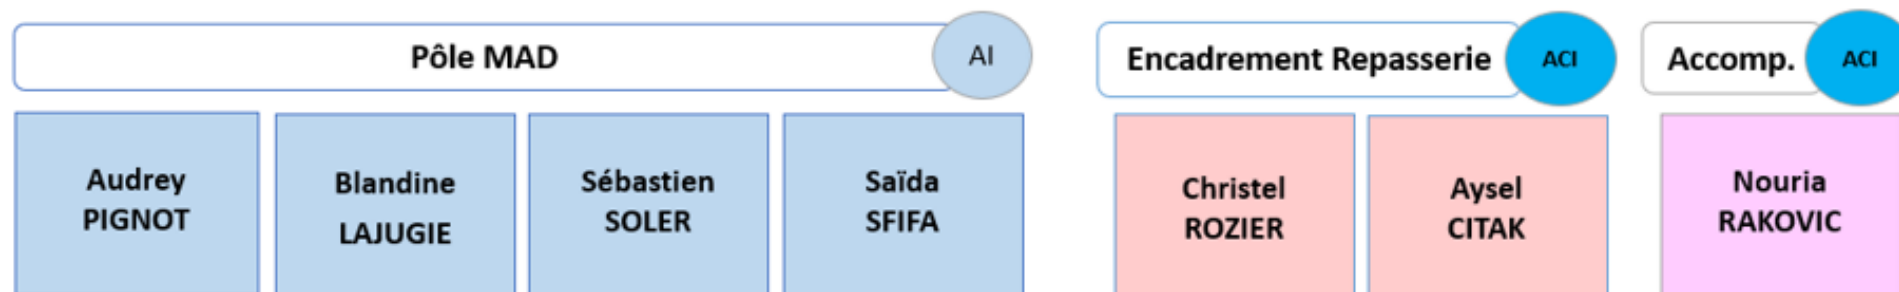 Pôle MAD
AI
Audrey
PIGNOT
Blandine
LAJUGIE
Sébastien
SOLER
Saïda
SFIFA
Encadrement Repasserie
ACI
Christel
ROZIER
Aysel
CITAK
Accomp.
ACI
Nouria
RAKOVIC